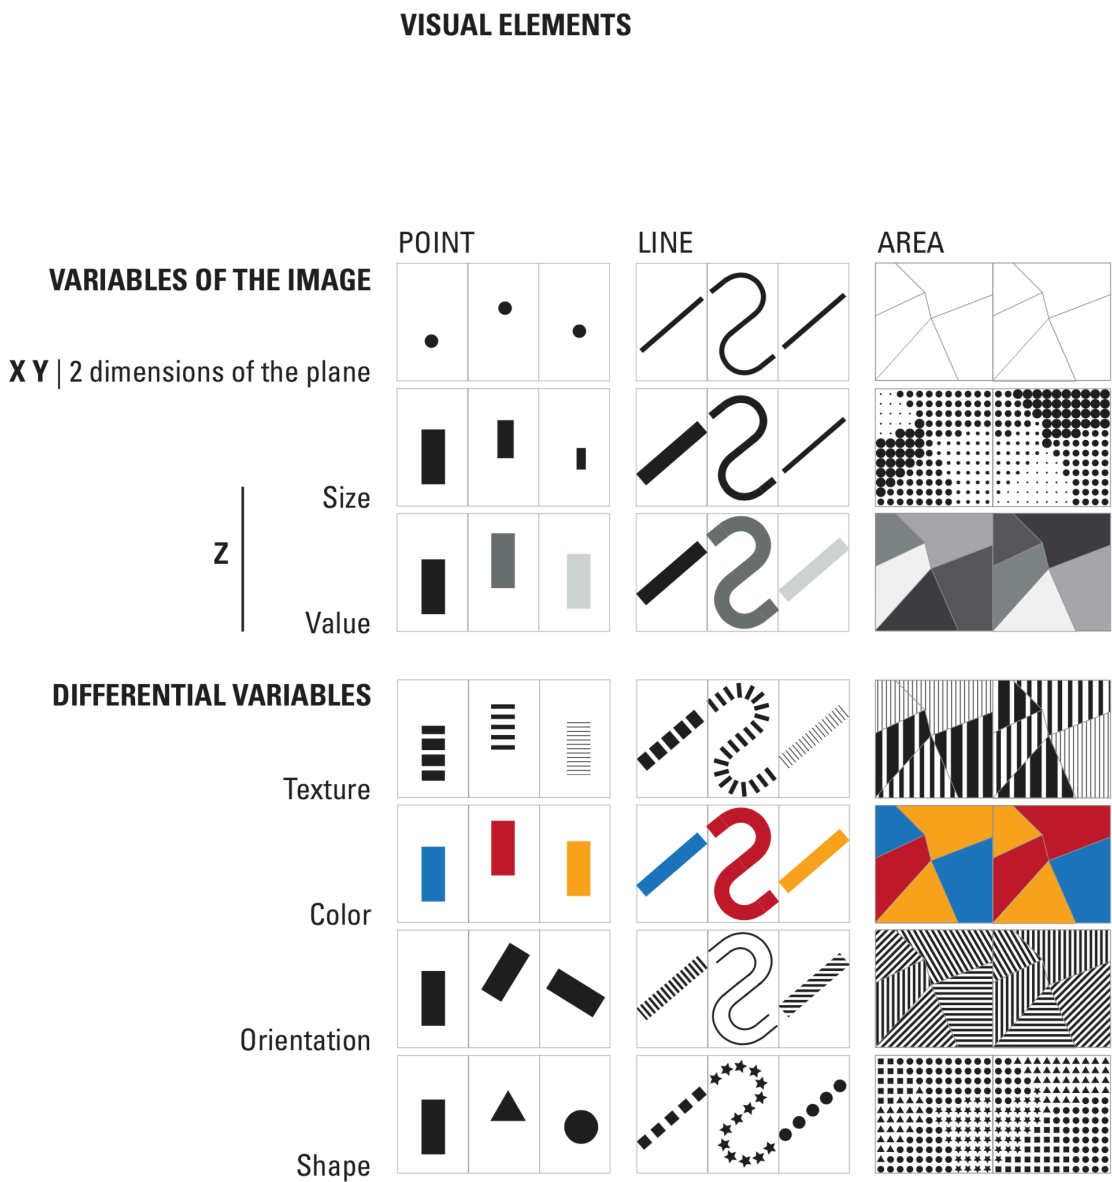 VISUAL ELEMENTS
POINT LINE AREA
VARIABLES OF THE IMAGE
X Y | 2 dimensions of the plane
Size
Z
Value
DIFFERENTIAL VARIABLES
Texture
Color
Orientation
Shape